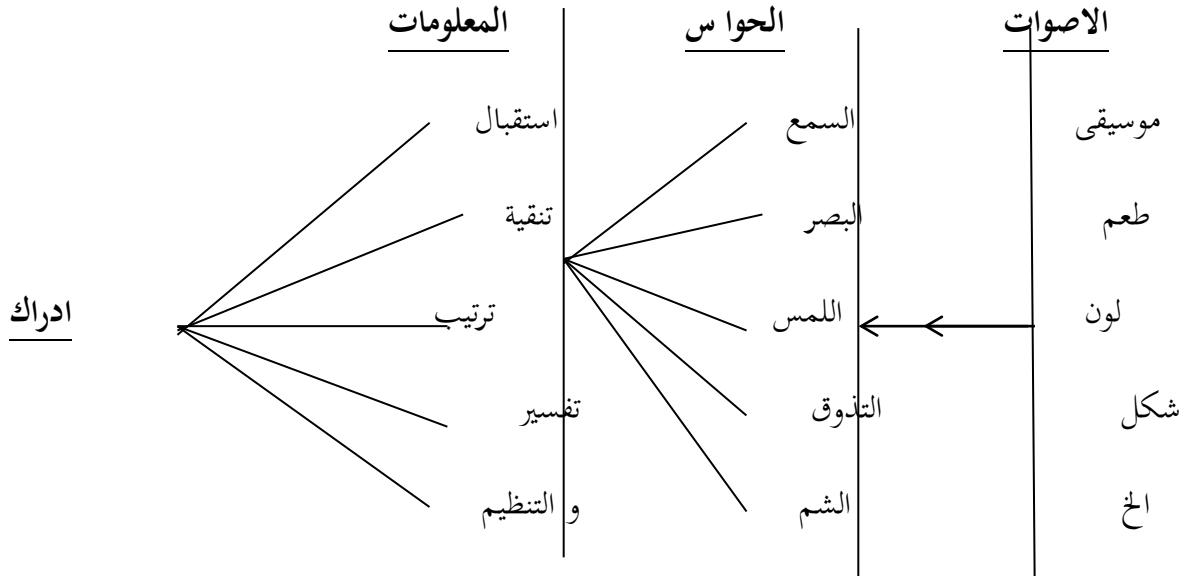 الاصوات الحوا س المعلومات
موسيقى السمع استقبال
طعم البصر تنقية
لون اللمس ترتيب ادراك
شكل التذوق تفسير
الخ الشم و التنظيم